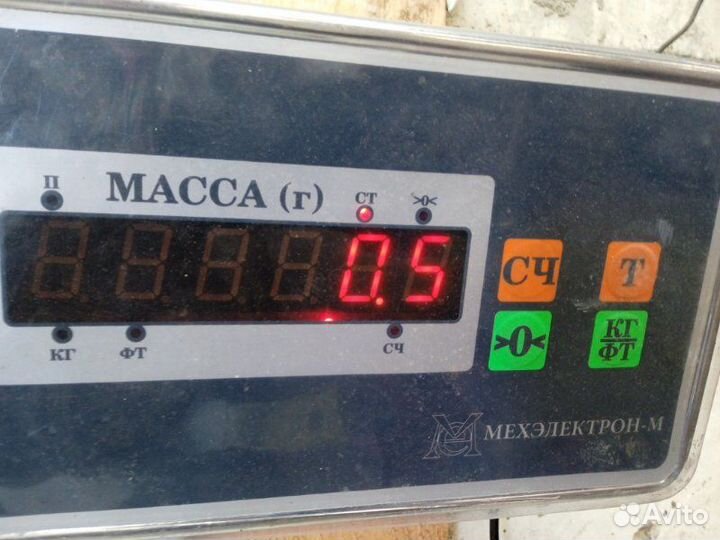 П МАССА (г) СТ >0<
0.5
КГ ФТ СЧ
СЧ Т
>0< КГ/ФТ
МЕХЭЛЕКТРОН-М
Avito